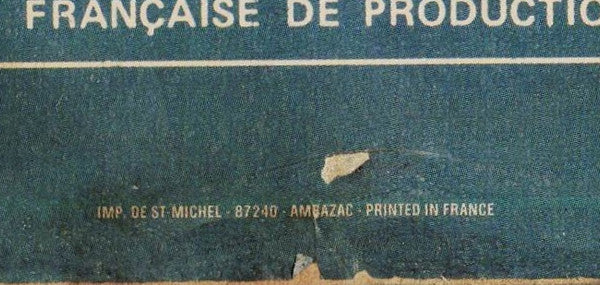 FRANÇAISE DE PRODUCTIO
IMP. DE ST MICHEL - 87240 - AMBAZAC - PRINTED IN FRANCE